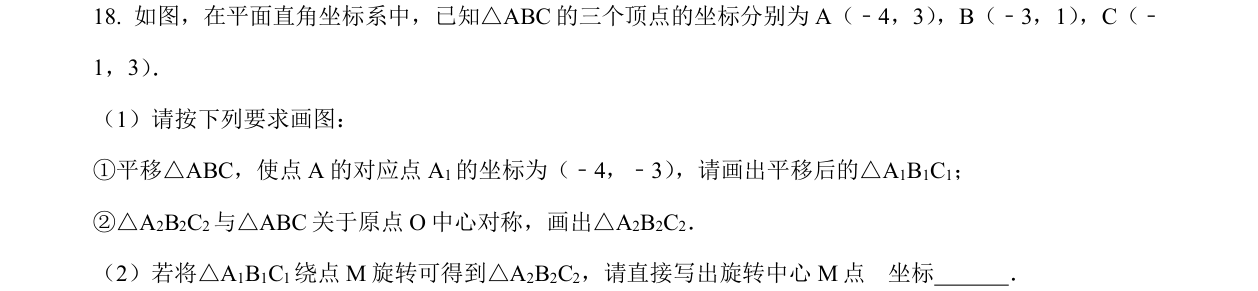 18. 如图，在平面直角坐标系中，已知△ABC 的三个顶点的坐标分别为 A（﹣4，3），B（﹣3，1），C（﹣
1，3）.
（1）请按下列要求画图：
①平移△ABC，使点 A 的对应点 A₁ 的坐标为（﹣4，﹣3），请画出平移后的△A₁B₁C₁；
②△A₂B₂C₂ 与△ABC 关于原点 O 中心对称，画出△A₂B₂C₂．
（2）若将△A₁B₁C₁ 绕点 M 旋转可得到△A₂B₂C₂，请直接写出旋转中心 M 点　坐标______．